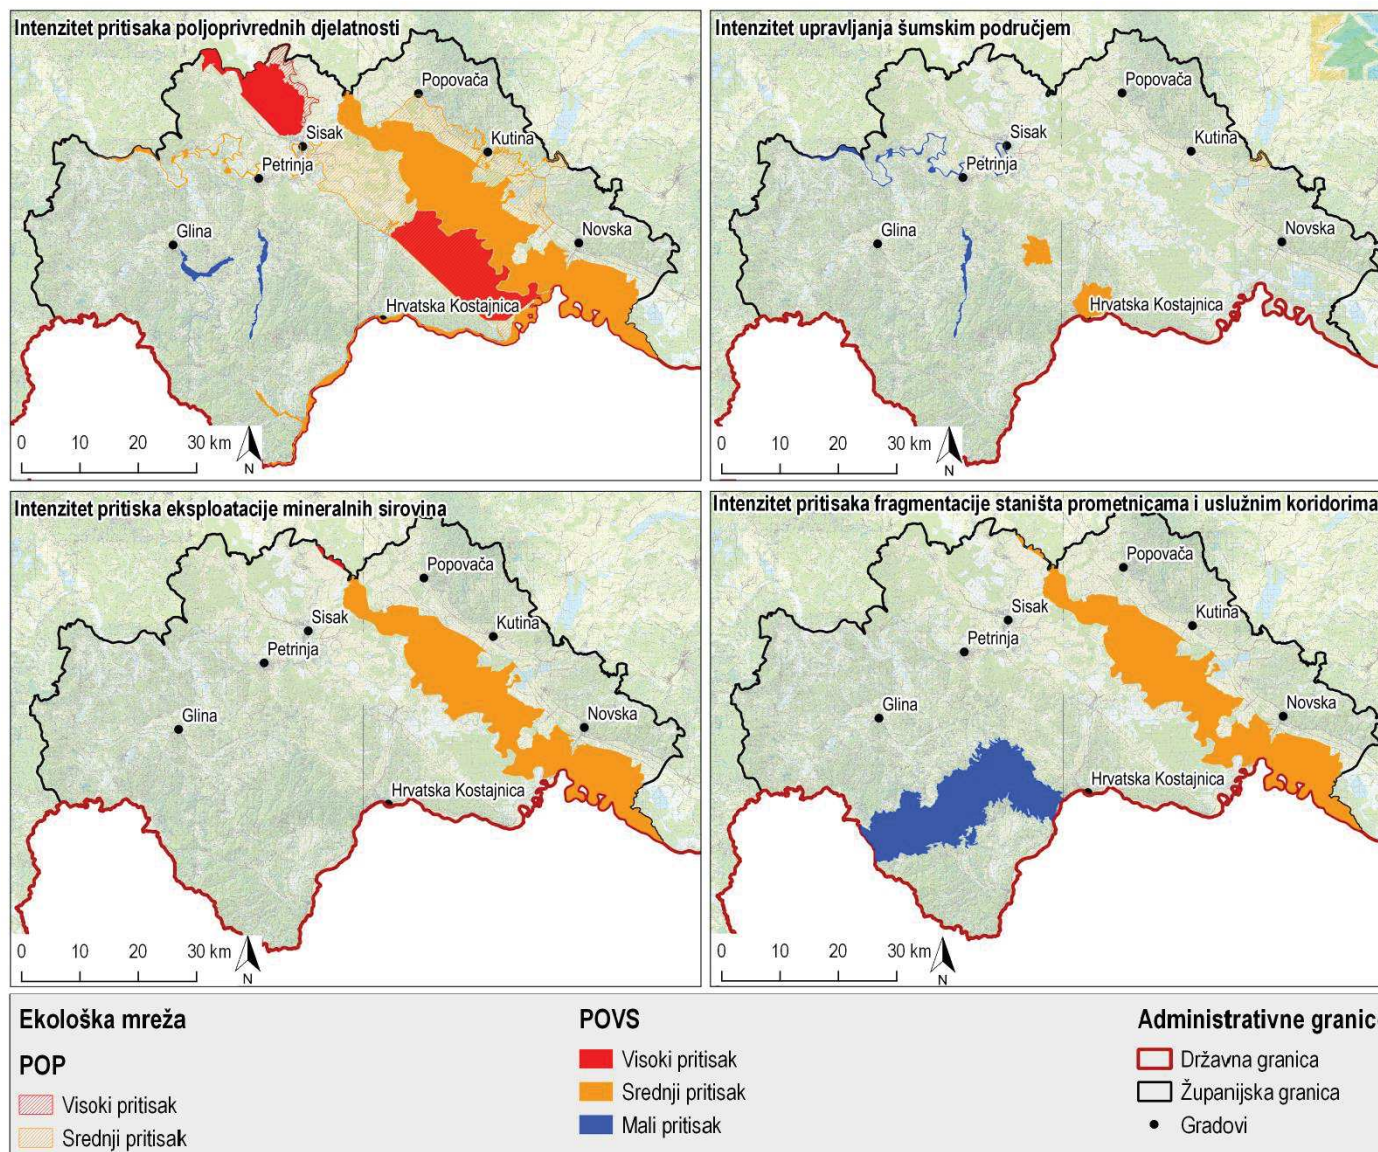 Intenzitet pritisaka poljoprivrednih djelatnosti
Popovača
Sisak
Kutina
Petrinja
Glina
Novska
Hrvatska Kostajnica
0 10 20 30 km
N
Intenzitet upravljanja šumskim područjem
Popovača
Sisak
Kutina
Petrinja
Glina
Novska
Hrvatska Kostajnica
0 10 20 30 km
N
Intenzitet pritiska eksploatacije mineralnih sirovina
Popovača
Sisak
Kutina
Petrinja
Glina
Novska
Hrvatska Kostajnica
0 10 20 30 km
N
Intenzitet pritisaka fragmentacije staništa prometnicama i uslužnim koridorima
Popovača
Sisak
Kutina
Petrinja
Glina
Novska
Hrvatska Kostajnica
0 10 20 30 km
N
Ekološka mreža
POP
Visoki pritisak
Srednji pritisak
POVS
Visoki pritisak
Srednji pritisak
Mali pritisak
Administrativne granic
Državna granica
Županijska granica
Gradovi